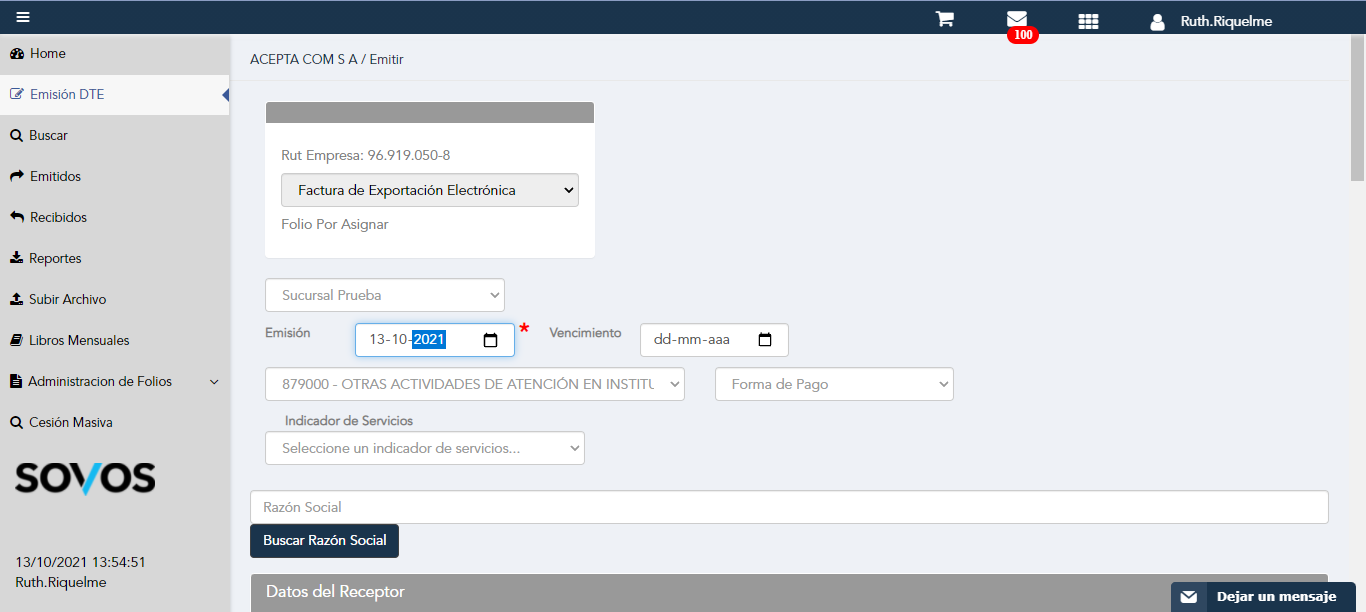 Ruth.Riquelme
100
Home
Emisión DTE
Buscar
Emitidos
Recibidos
Reportes
Subir Archivo
Libros Mensuales
Administracion de Folios
Cesión Masiva
SOVOS
13/10/2021 13:54:51
Ruth.Riquelme
ACEPTA COM S A / Emitir
Rut Empresa: 96.919.050-8
Factura de Exportación Electrónica
Folio Por Asignar
Sucursal Prueba
Emisión 13-10-2021 * Vencimiento dd-mm-aaa
879000 - OTRAS ACTIVIDADES DE ATENCIÓN EN INSTITU Forma de Pago
Indicador de Servicios
Seleccione un indicador de servicios...
Razón Social
Buscar Razón Social
Datos del Receptor
Dejar un mensaje